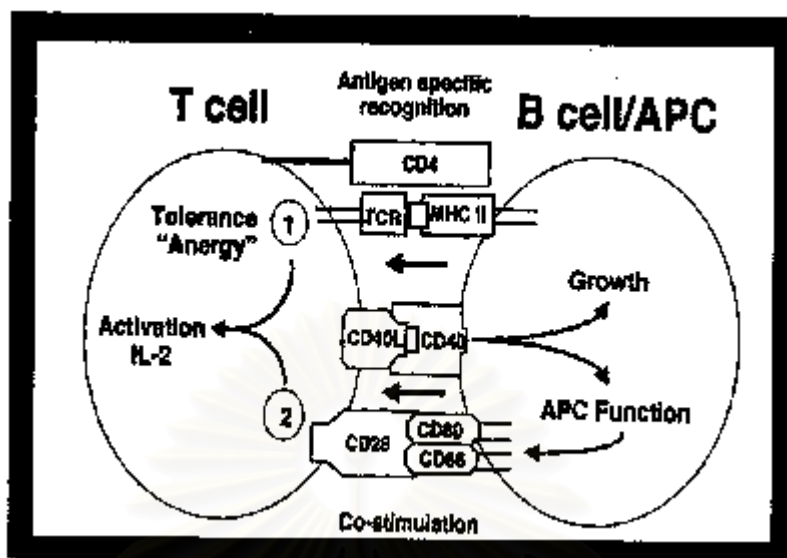 Antigen specific
recognition
T cell
B cell/APC
CD4
TCR
MHC II
Tolerance
"Anergy"
1
Growth
CD40L
CD40
Activation
IL-2
2
APC Function
CD28
CD80
CD86
Co-stimulation